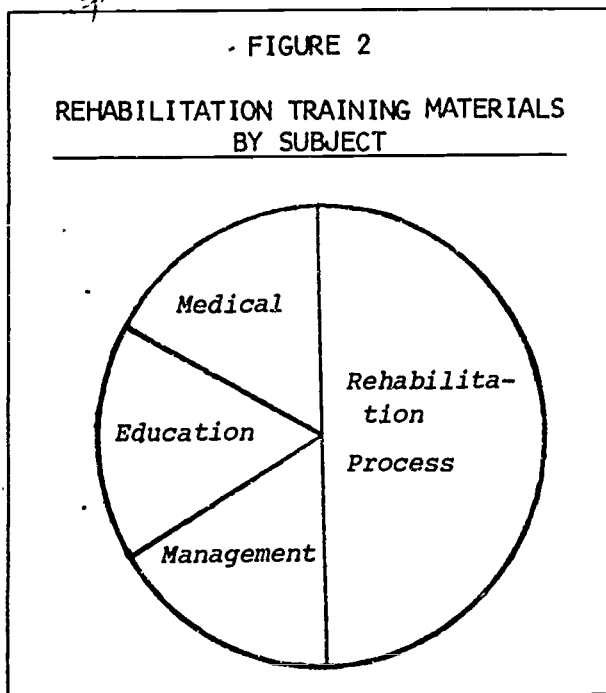 FIGURE 2
REHABILITATION TRAINING MATERIALS
BY SUBJECT
Medical
Rehabilita-
tion
Process
Education
Management